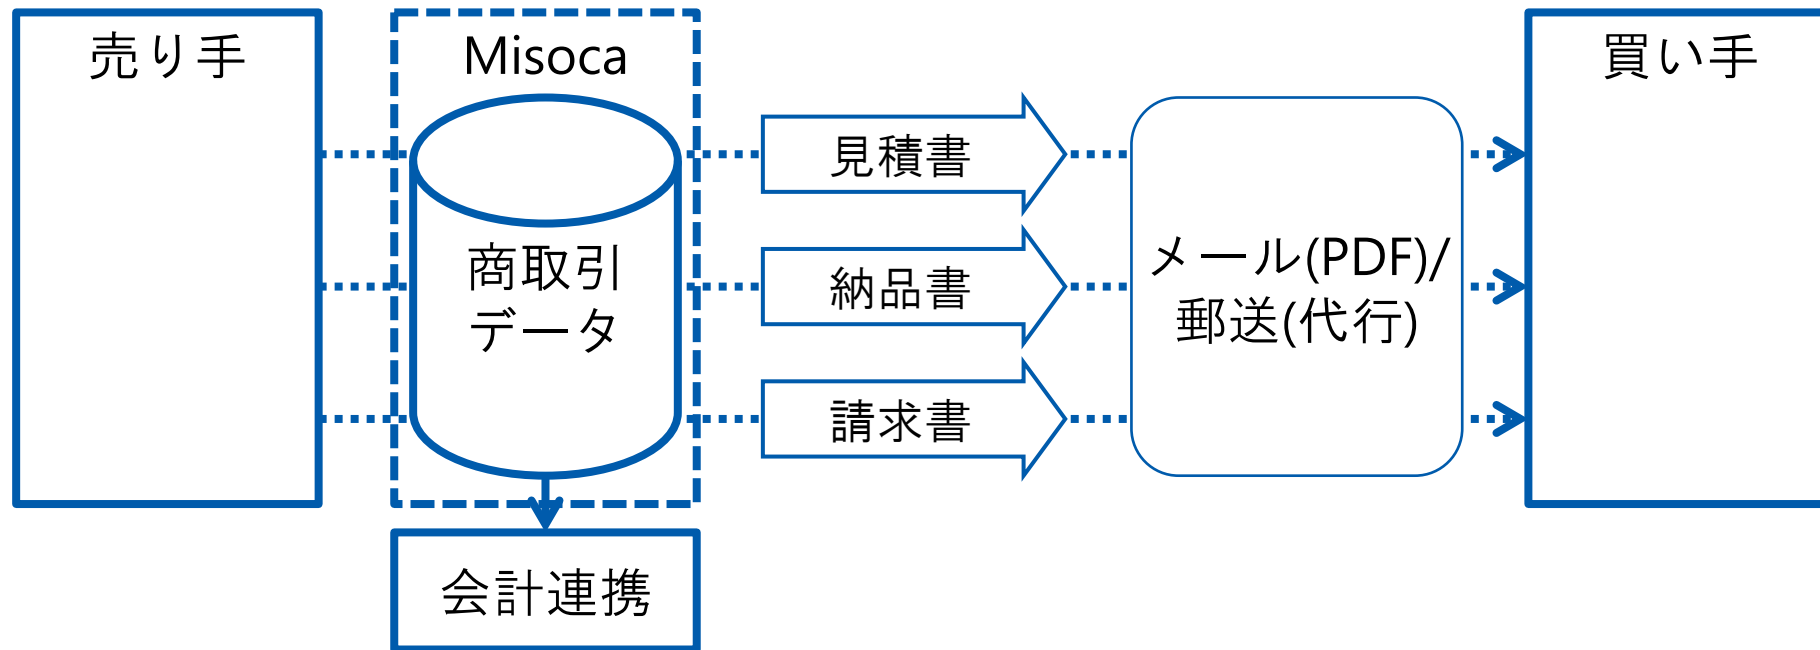 売り手
Misoca
買い手
見積書
商取引
データ
納品書
メール(PDF)/
郵送(代行)
請求書
会計連携